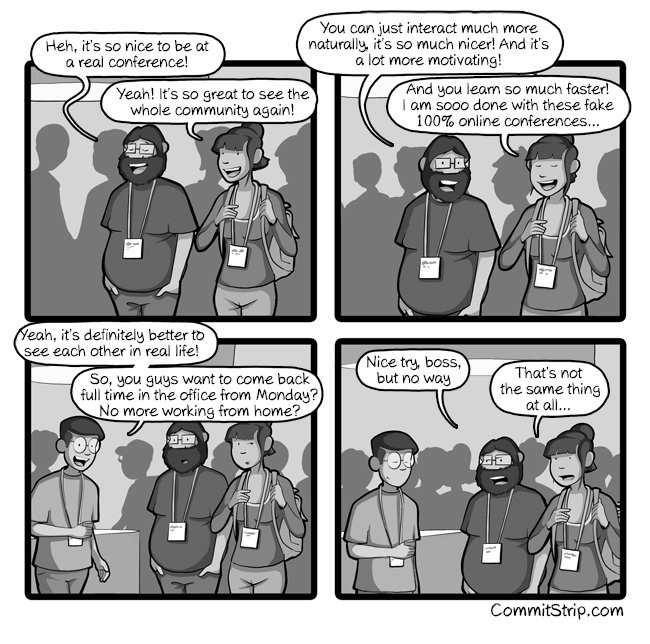 Heh, it's so nice to be at
a real conference!
Yeah! It's so great to see the
whole community again!
You can just interact much more
naturally, it's so much nicer! And it's
a lot more motivating!
And you learn so much faster!
I am sooo done with these fake
100% online conferences...
Yeah, it's definitely better to
see each other in real life!
So, you guys want to come back
full time in the office from Monday?
No more working from home?
Nice try, boss,
but no way
That's not
the same thing
at all...
CommitStrip.com